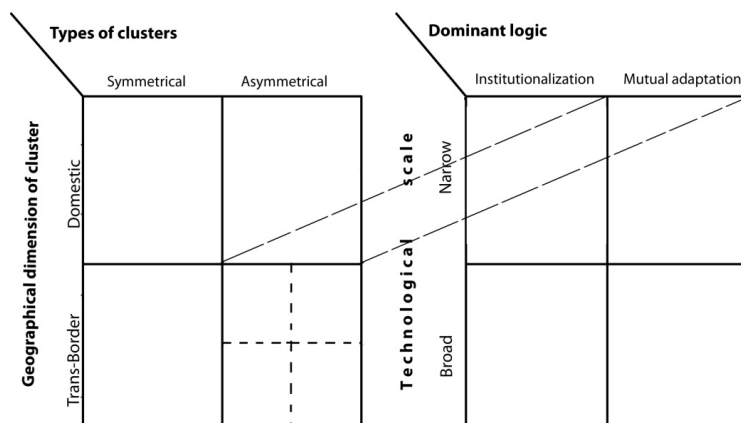 Types of clusters
Dominant logic
Symmetrical
Asymmetrical
Institutionalization
Mutual adaptation
Geographical dimension of cluster
Domestic
Trans-Border
Technological scale
Narrow
Broad